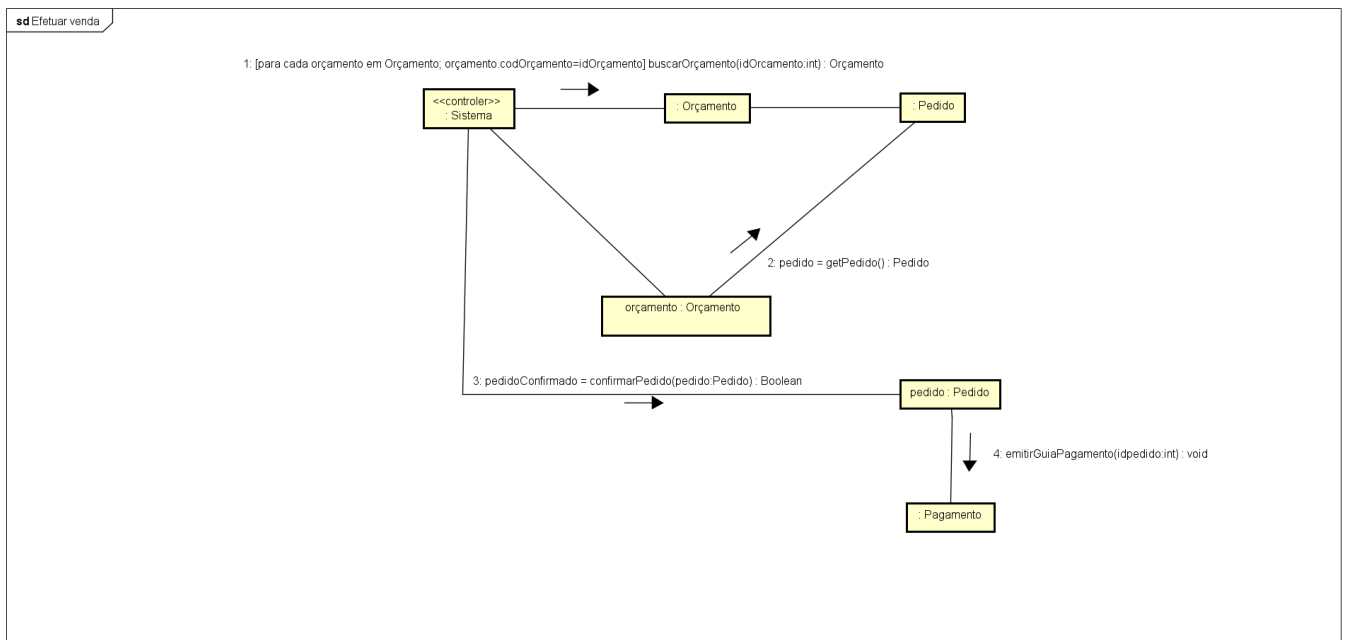 sd Efetuar venda
1: [para cada orçamento em Orçamento; orçamento.codOrçamento=idOrçamento] buscarOrçamento(idOrcamento:int) : Orçamento
<<controler>>
: Sistema
: Orçamento
: Pedido
2: pedido = getPedido() : Pedido
orçamento : Orçamento
3: pedidoConfirmado = confirmarPedido(pedido:Pedido) : Boolean
pedido : Pedido
4: emitirGuiaPagamento(idpedido:int) : void
: Pagamento